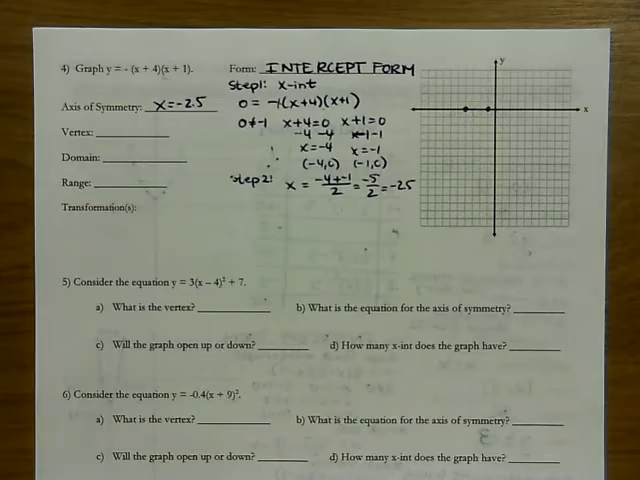 4) Graph y = - (x + 4)(x + 1). Form: INTERCEPT FORM
Step1: x-int
Axis of Symmetry: x=-2.5
0 = -1(x+4)(x+1)
Vertex:
0≠-1 x+4=0 x+1=0
-4 -4 -1 -1
x=-4 x=-1
Domain:
(-4,0) (-1,0)
Range:
Step2: x = -4+-1/2 = -5/2 = -2.5
Transformation(s):
y
x
5) Consider the equation y = 3(x – 4)² + 7.
a) What is the vertex? b) What is the equation for the axis of symmetry?
c) Will the graph open up or down? d) How many x-int does the graph have?
6) Consider the equation y = -0.4(x + 9)².
a) What is the vertex? b) What is the equation for the axis of symmetry?
c) Will the graph open up or down? d) How many x-int does the graph have?